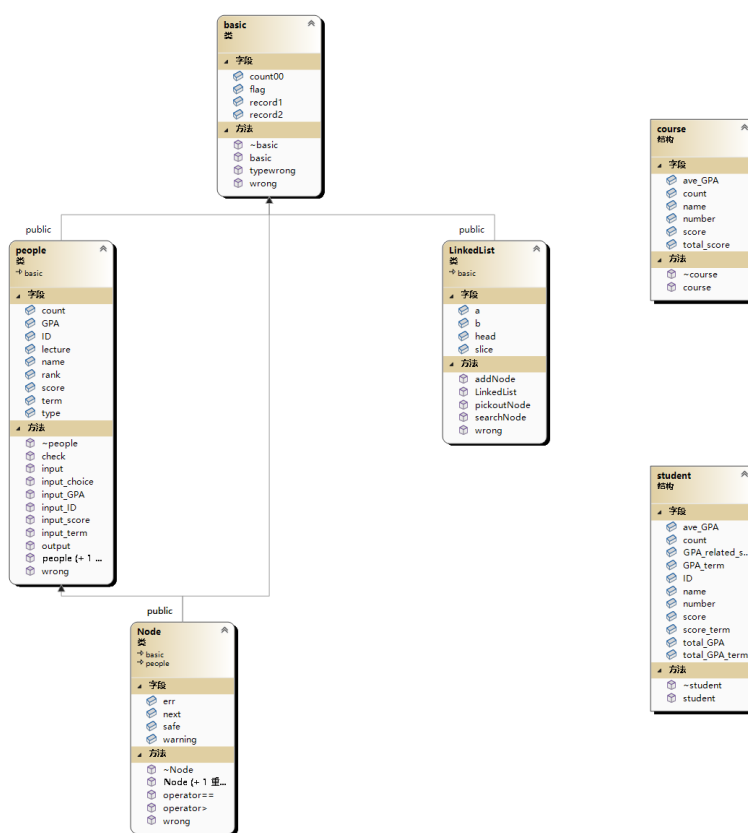 basic
类
字段
count00
flag
record1
record2
方法
~basic
basic
typewrong
wrong
public
people
类
basic
字段
count
GPA
ID
lecture
name
rank
score
term
type
方法
~people
check
input
input_choice
input_GPA
input_ID
input_score
input_term
output
people (+ 1 ...
wrong
public
LinkedList
类
basic
字段
a
b
head
slice
方法
addNode
LinkedList
pickoutNode
searchNode
wrong
public
Node
类
basic
people
字段
err
next
safe
warning
方法
~Node
Node (+ 1 重...
operator==
operator>
wrong
course
结构
字段
ave_GPA
count
name
number
score
total_score
方法
~course
course
student
结构
字段
ave_GPA
count
GPA_related_s...
GPA_term
ID
name
number
score
score_term
total_GPA
total_GPA_term
方法
~student
student